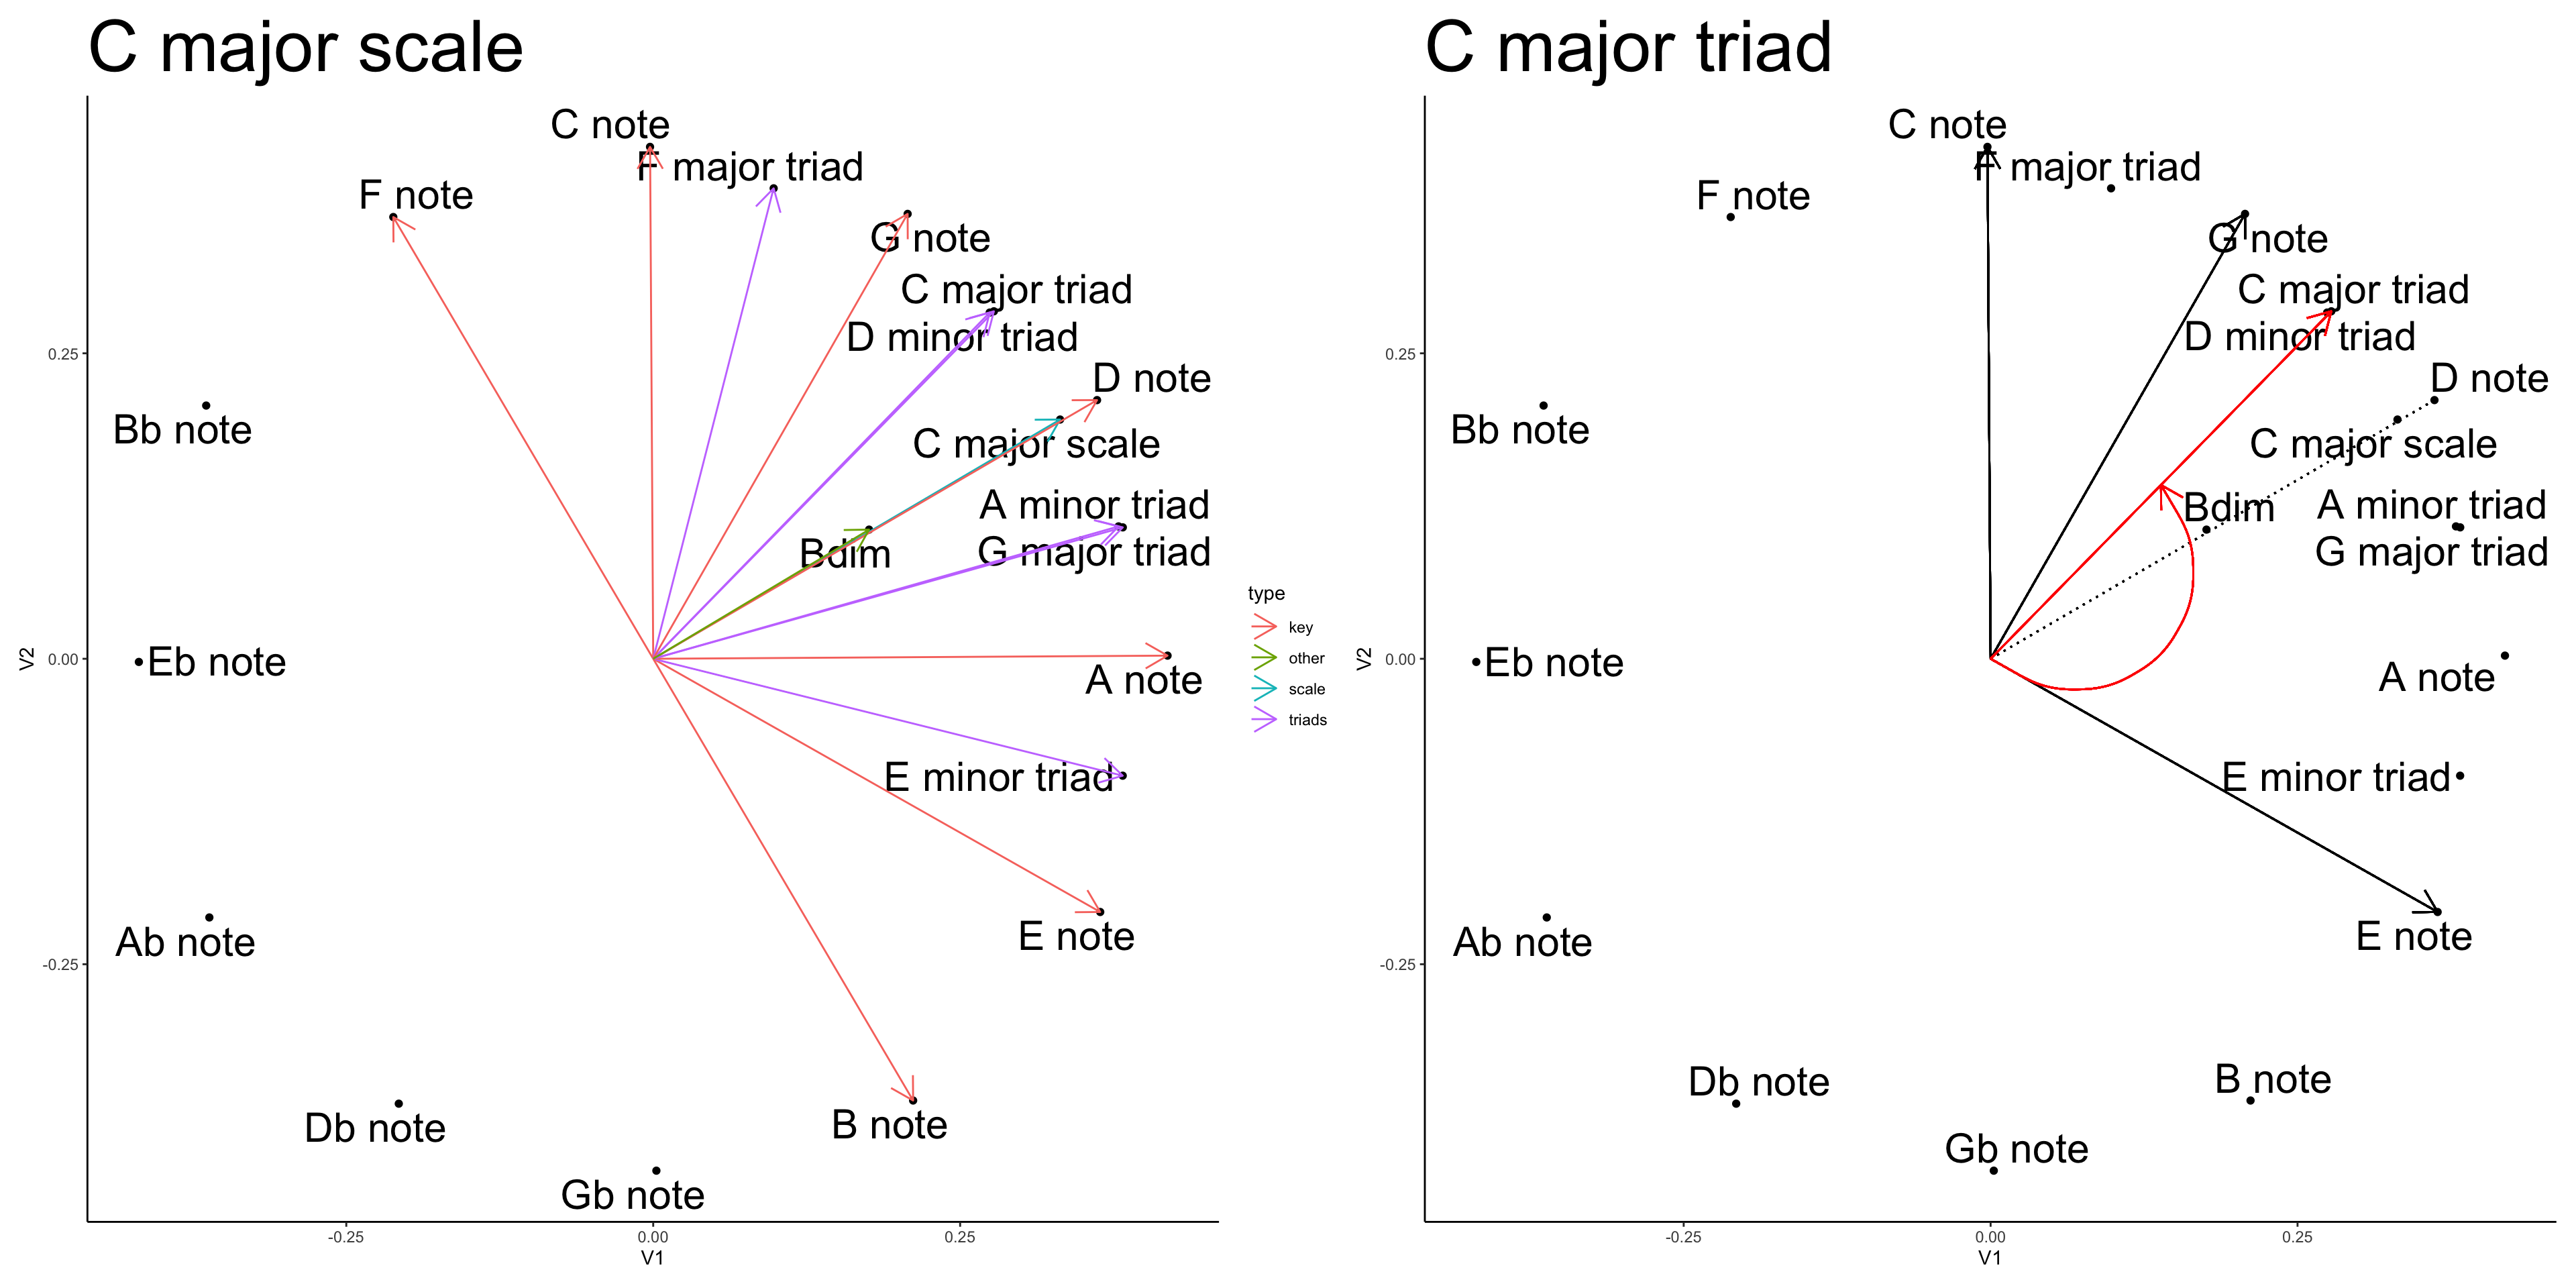 C major scale
C note
F major triad
F note
G note
C major triad
D minor triad
D note
Bb note
C major scale
A minor triad
Bdim
G major triad
0.25
V2
0.00
Eb note
A note
E minor triad
Ab note
E note
-0.25
Db note
B note
Gb note
-0.25
0.00
0.25
V1
type
key
other
scale
triads
C major triad
C note
F major triad
F note
G note
C major triad
D minor triad
D note
Bb note
C major scale
A minor triad
Bdim
G major triad
0.25
V2
0.00
Eb note
A note
E minor triad
Ab note
E note
-0.25
Db note
B note
Gb note
-0.25
0.00
0.25
V1